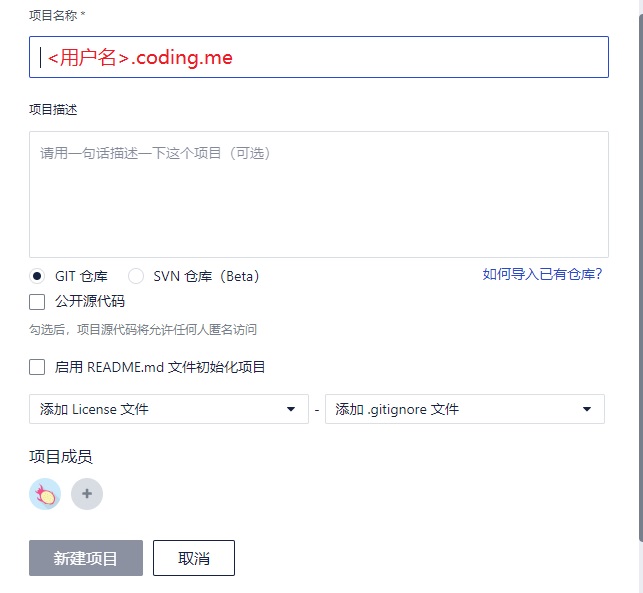 项目名称 *
<用户名>.coding.me
项目描述
请用一句话描述一下这个项目（可选）
GIT 仓库 SVN 仓库（Beta） 如何导入已有仓库？
公开源代码
勾选后，项目源代码将允许任何人匿名访问
启用 README.md 文件初始化项目
添加 License 文件 - 添加 .gitignore 文件
项目成员
+
新建项目 取消